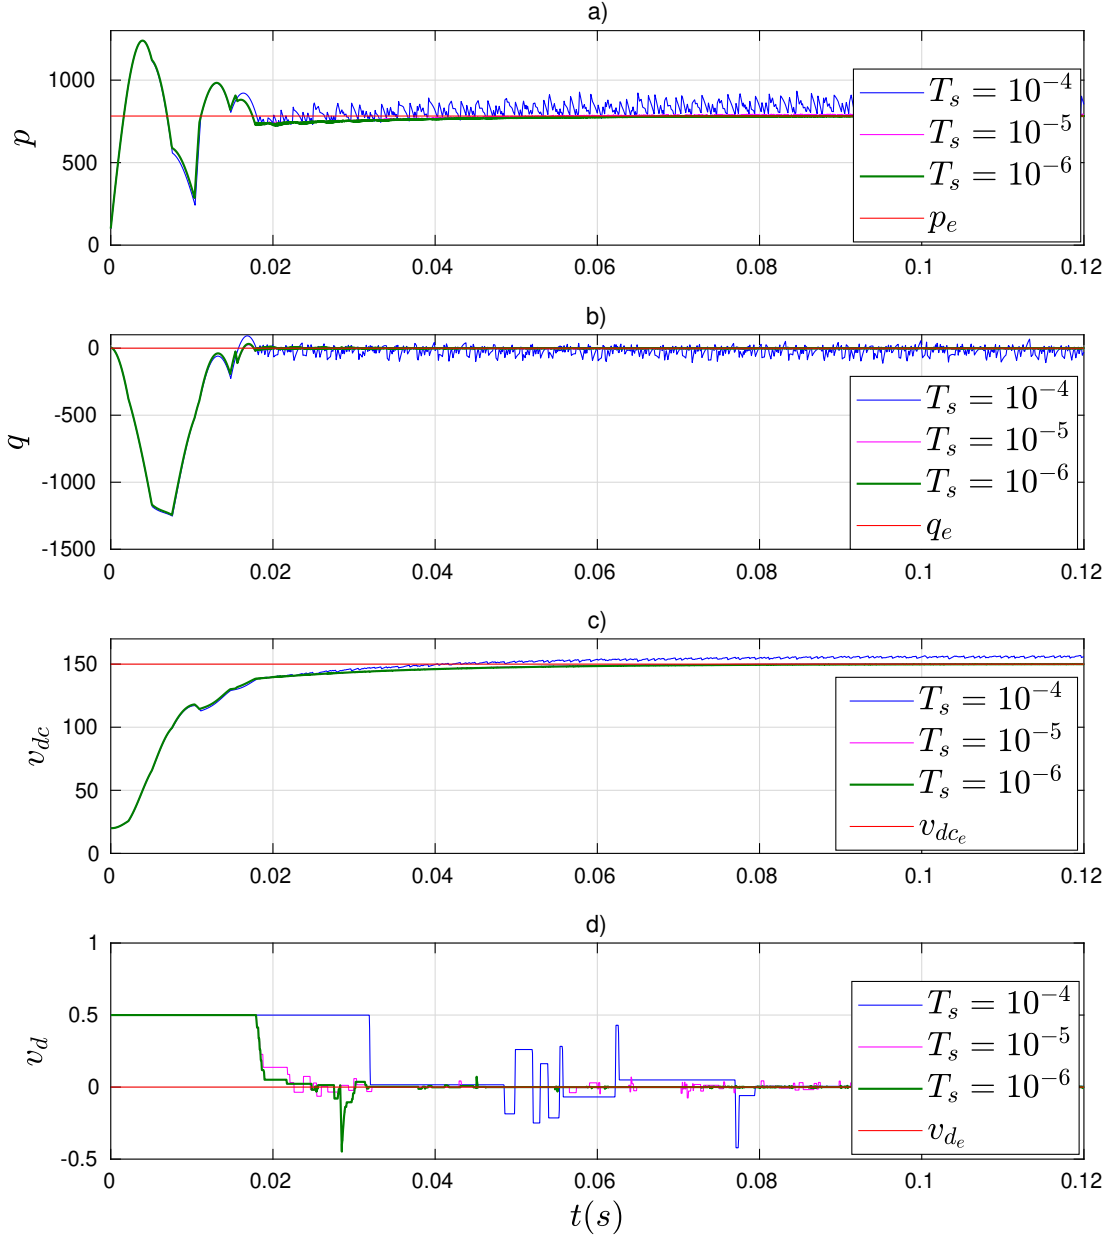 a)
1000
500
0
p
T_s = 10^{-4}
T_s = 10^{-5}
T_s = 10^{-6}
p_e
0 0.02 0.04 0.06 0.08 0.1 0.12
b)
0
-500
-1000
-1500
q
T_s = 10^{-4}
T_s = 10^{-5}
T_s = 10^{-6}
q_e
0 0.02 0.04 0.06 0.08 0.1 0.12
c)
150
100
50
0
v_{dc}
T_s = 10^{-4}
T_s = 10^{-5}
T_s = 10^{-6}
v_{dc_e}
0 0.02 0.04 0.06 0.08 0.1 0.12
d)
1
0.5
0
-0.5
v_d
T_s = 10^{-4}
T_s = 10^{-5}
T_s = 10^{-6}
v_{d_e}
0 0.02 0.04 0.06 0.08 0.1 0.12
t(s)